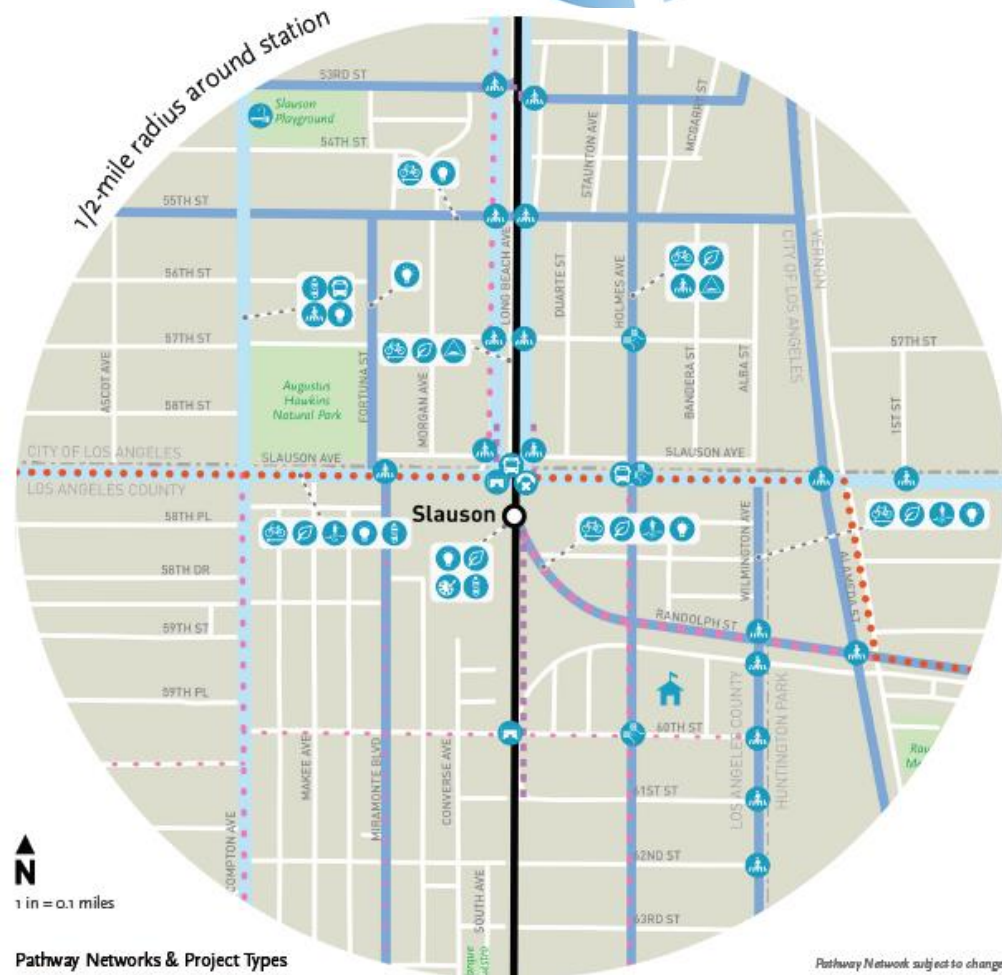 1/2-mile radius around station
53RD ST
Slauson
Playground
54TH ST
STAUNTON AVE
MCGARRY ST
55TH ST
LONG BEACH AVE
DUARTE ST
HOLMES AVE
CITY OF LOS ANGELES
VERNON
56TH ST
57TH ST
57TH ST
ASCOT AVE
Augustus
Hawkins
Natural Park
FORTUNA ST
MORGAN AVE
BANDERA ST
ALBA ST
1ST ST
58TH ST
CITY OF LOS ANGELES
SLAUSON AVE
SLAUSON AVE
LOS ANGELES COUNTY
58TH PL
Slauson
WILMINGTON AVE
ALAMEDA ST
58TH DR
59TH ST
RANDOLPH ST
59TH PL
60TH ST
LOS ANGELES COUNTY
HUNTINGTON PARK
MAKEE AVE
MIRAMONTE BLVD
CONVERSE AVE
61ST ST
COMPTON AVE
62ND ST
SOUTH AVE
63RD ST
N
1 in = 0.1 miles
Pathway Networks & Project Types
Pathway Network subject to change